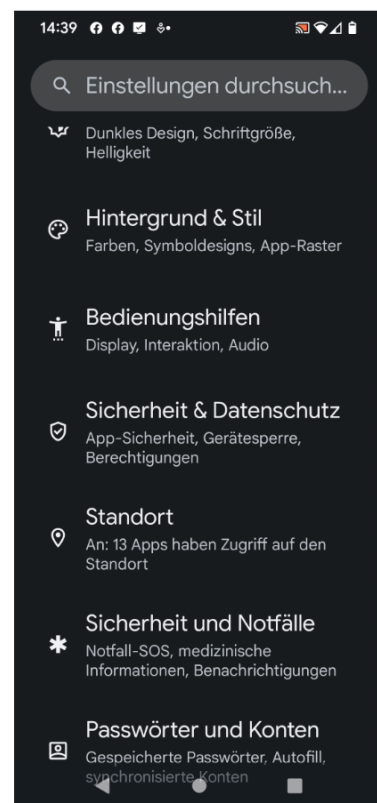 14:39
Einstellungen durchsuch...
Dunkles Design, Schriftgröße,
Helligkeit
Hintergrund & Stil
Farben, Symboldesigns, App-Raster
Bedienungshilfen
Display, Interaktion, Audio
Sicherheit & Datenschutz
App-Sicherheit, Gerätesperre,
Berechtigungen
Standort
An: 13 Apps haben Zugriff auf den
Standort
Sicherheit und Notfälle
Notfall-SOS, medizinische
Informationen, Benachrichtigungen
Passwörter und Konten
Gespeicherte Passwörter, Autofill,
synchronisierte Konten